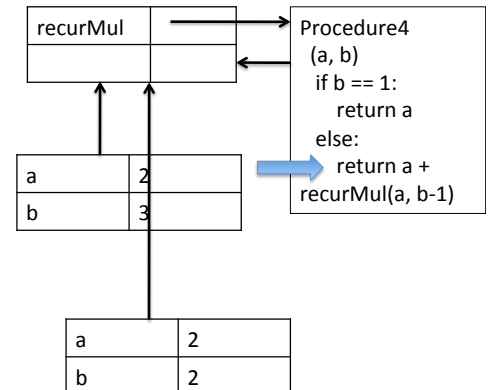 recurMul
Procedure4
(a, b)
if b == 1:
return a
else:
return a +
recurMul(a, b-1)
a 2
b 3
a 2
b 2